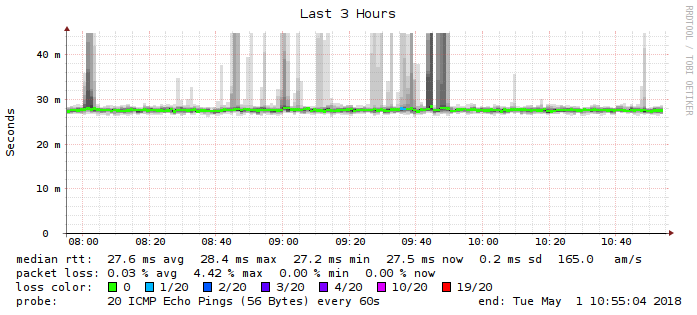 Last 3 Hours
RRDTOOL / TOBI OETIKER
Seconds
40 m
30 m
20 m
10 m
0
08:00 08:20 08:40 09:00 09:20 09:40 10:00 10:20 10:40
median rtt: 27.6 ms avg 28.4 ms max 27.2 ms min 27.5 ms now 0.2 ms sd 165.0 am/s
packet loss: 0.03 % avg 4.42 % max 0.00 % min 0.00 % now
loss color: 0 1/20 2/20 3/20 4/20 10/20 19/20
probe: 20 ICMP Echo Pings (56 Bytes) every 60s end: Tue May 1 10:55:04 2018